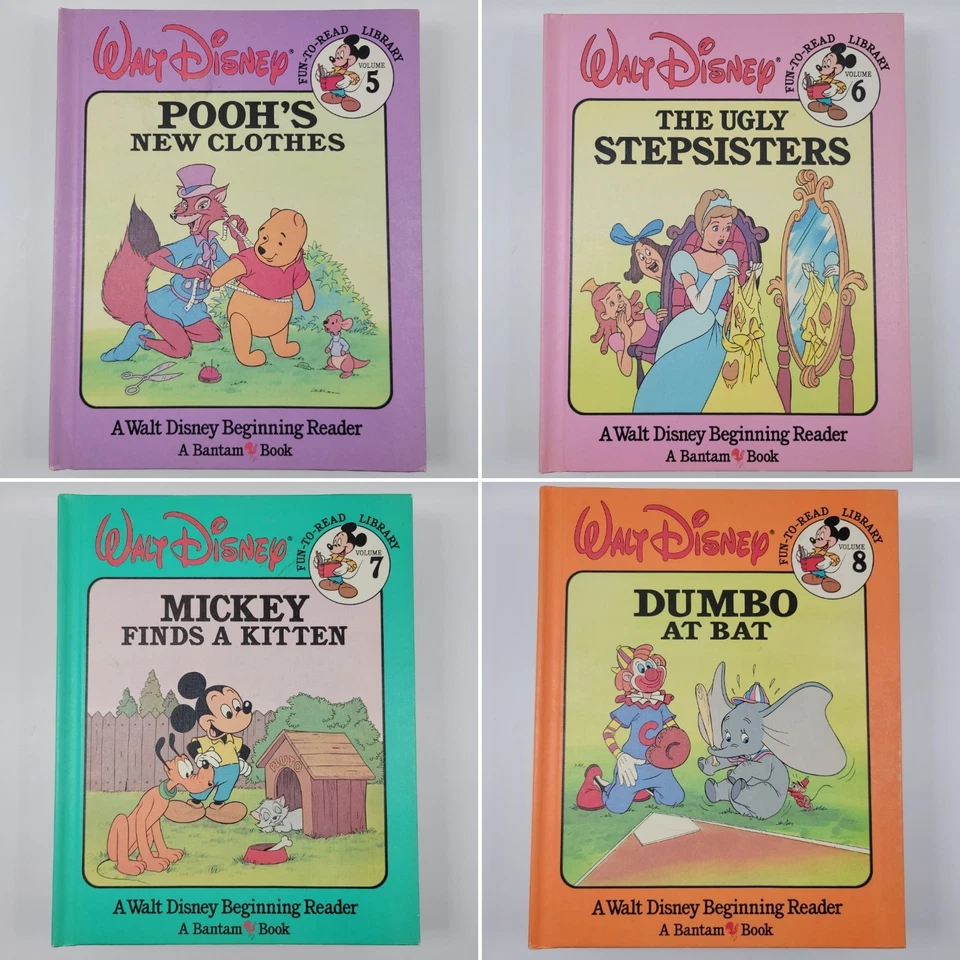 WALT DISNEY®
FUN-TO-READ LIBRARY
VOLUME
5
POOH'S
NEW CLOTHES
A Walt Disney Beginning Reader
A Bantam Book
WALT DISNEY®
FUN-TO-READ LIBRARY
VOLUME
6
THE UGLY
STEPSISTERS
A Walt Disney Beginning Reader
A Bantam Book
WALT DISNEY®
FUN-TO-READ LIBRARY
VOLUME
7
MICKEY
FINDS A KITTEN
PLUTO
A Walt Disney Beginning Reader
A Bantam Book
WALT DISNEY®
FUN-TO-READ LIBRARY
VOLUME
8
DUMBO
AT BAT
C
C
A Walt Disney Beginning Reader
A Bantam Book